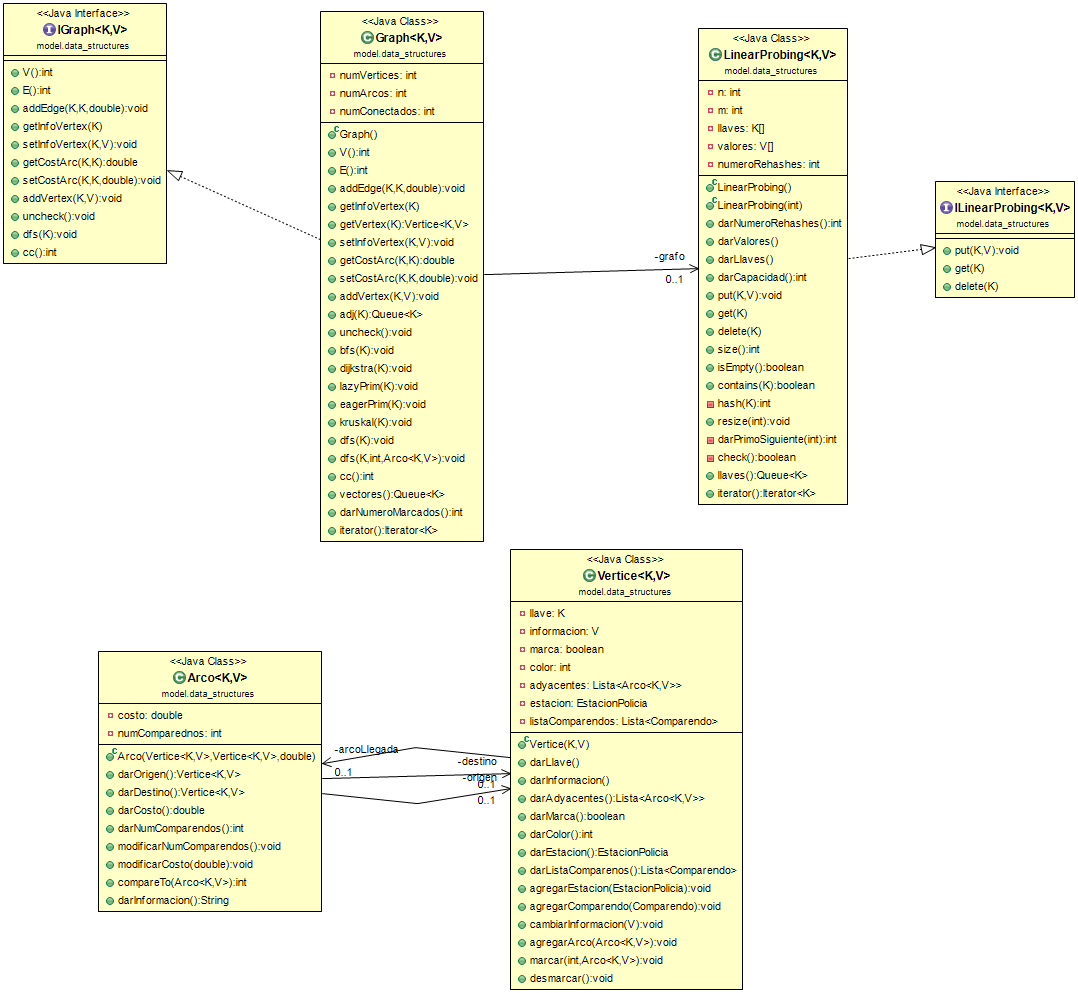 <<Java Interface>>
IGraph<K,V>
model.data_structures
V():int
E():int
addEdge(K,K,double):void
getInfoVertex(K)
setInfoVertex(K,V):void
getCostArc(K,K):double
setCostArc(K,K,double):void
addVertex(K,V):void
uncheck():void
dfs(K):void
cc():int
<<Java Class>>
Graph<K,V>
model.data_structures
numVertices: int
numArcos: int
numConectados: int
Graph()
V():int
E():int
addEdge(K,K,double):void
getInfoVertex(K)
getVertex(K):Vertice<K,V>
setInfoVertex(K,V):void
getCostArc(K,K):double
setCostArc(K,K,double):void
addVertex(K,V):void
adj(K):Queue<K>
uncheck():void
bfs(K):void
dijkstra(K):void
lazyPrim(K):void
eagerPrim(K):void
kruskal(K):void
dfs(K):void
dfs(K,int,Arco<K,V>):void
cc():int
vectores():Queue<K>
darNumeroMarcados():int
iterator():Iterator<K>
-grafo
0..1
<<Java Class>>
LinearProbing<K,V>
model.data_structures
n: int
m: int
llaves: K[]
valores: V[]
numeroRehashes: int
LinearProbing()
LinearProbing(int)
darNumeroRehashes():int
darValores()
darLlaves()
darCapacidad():int
put(K,V):void
get(K)
delete(K)
size():int
isEmpty():boolean
contains(K):boolean
hash(K):int
resize(int):void
darPrimoSiguiente(int):int
check():boolean
llaves():Queue<K>
iterator():Iterator<K>
<<Java Interface>>
ILinearProbing<K,V>
model.data_structures
put(K,V):void
get(K)
delete(K)
<<Java Class>>
Arco<K,V>
model.data_structures
costo: double
numComparednos: int
Arco(Vertice<K,V>,Vertice<K,V>,double)
darOrigen():Vertice<K,V>
darDestino():Vertice<K,V>
darCosto():double
darNumComparendos():int
modificarNumComparendos():void
modificarCosto(double):void
compareTo(Arco<K,V>):int
darInformacion():String
-arcoLlegada
0..1
-destino
0..1
-origen
0..1
<<Java Class>>
Vertice<K,V>
model.data_structures
llave: K
informacion: V
marca: boolean
color: int
adyacentes: Lista<Arco<K,V>>
estacion: EstacionPolicia
listaComparendos: Lista<Comparendo>
Vertice(K,V)
darLlave()
darInformacion()
darAdyacentes():Lista<Arco<K,V>>
darMarca():boolean
darColor():int
darEstacion():EstacionPolicia
darListaComparenos():Lista<Comparendo>
agregarEstacion(EstacionPolicia):void
agregarComparendo(Comparendo):void
cambiarInformacion(V):void
agregarArco(Arco<K,V>):void
marcar(int,Arco<K,V>):void
desmarcar():void